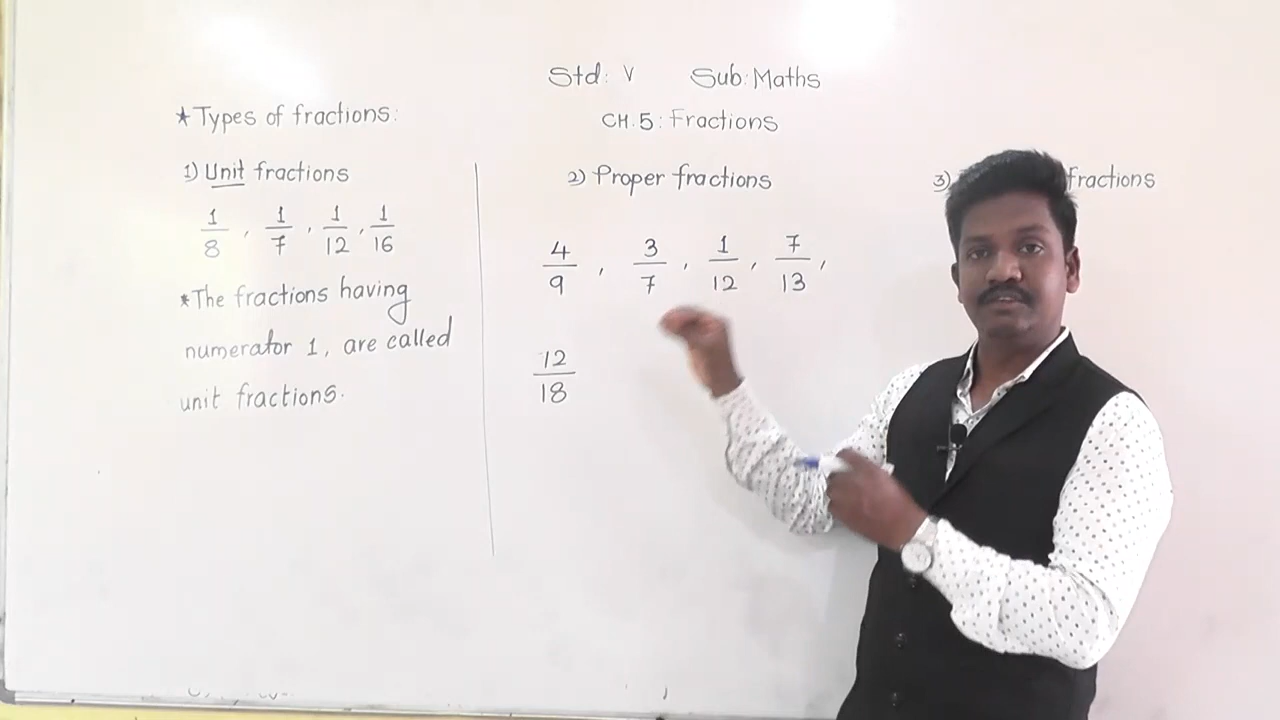 Std: V Sub: Maths
CH.5: Fractions
★ Types of fractions:
1) Unit fractions
1/8, 1/7, 1/12, 1/16
★ The fractions having
numerator 1, are called
unit fractions.
2) Proper fractions
4/9, 3/7, 1/12, 7/13,
12/18
3) fractions